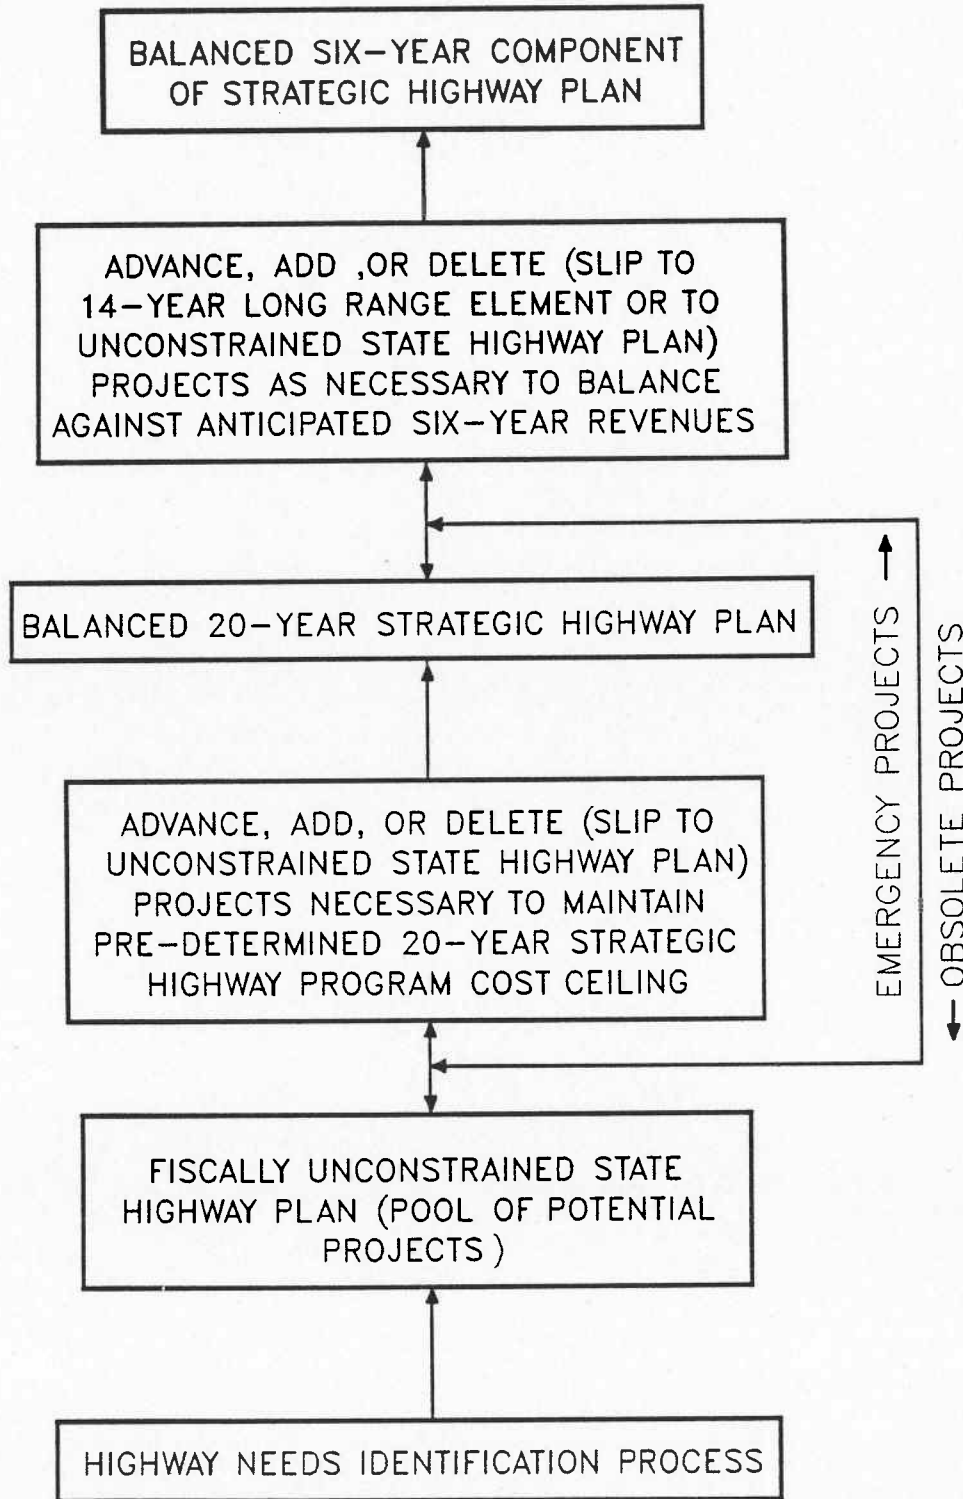 BALANCED SIX-YEAR COMPONENT
OF STRATEGIC HIGHWAY PLAN
ADVANCE, ADD ,OR DELETE (SLIP TO
14-YEAR LONG RANGE ELEMENT OR TO
UNCONSTRAINED STATE HIGHWAY PLAN)
PROJECTS AS NECESSARY TO BALANCE
AGAINST ANTICIPATED SIX-YEAR REVENUES
BALANCED 20-YEAR STRATEGIC HIGHWAY PLAN
EMERGENCY PROJECTS
OBSOLETE PROJECTS
ADVANCE, ADD, OR DELETE (SLIP TO
UNCONSTRAINED STATE HIGHWAY PLAN)
PROJECTS NECESSARY TO MAINTAIN
PRE-DETERMINED 20-YEAR STRATEGIC
HIGHWAY PROGRAM COST CEILING
FISCALLY UNCONSTRAINED STATE
HIGHWAY PLAN (POOL OF POTENTIAL
PROJECTS )
HIGHWAY NEEDS IDENTIFICATION PROCESS